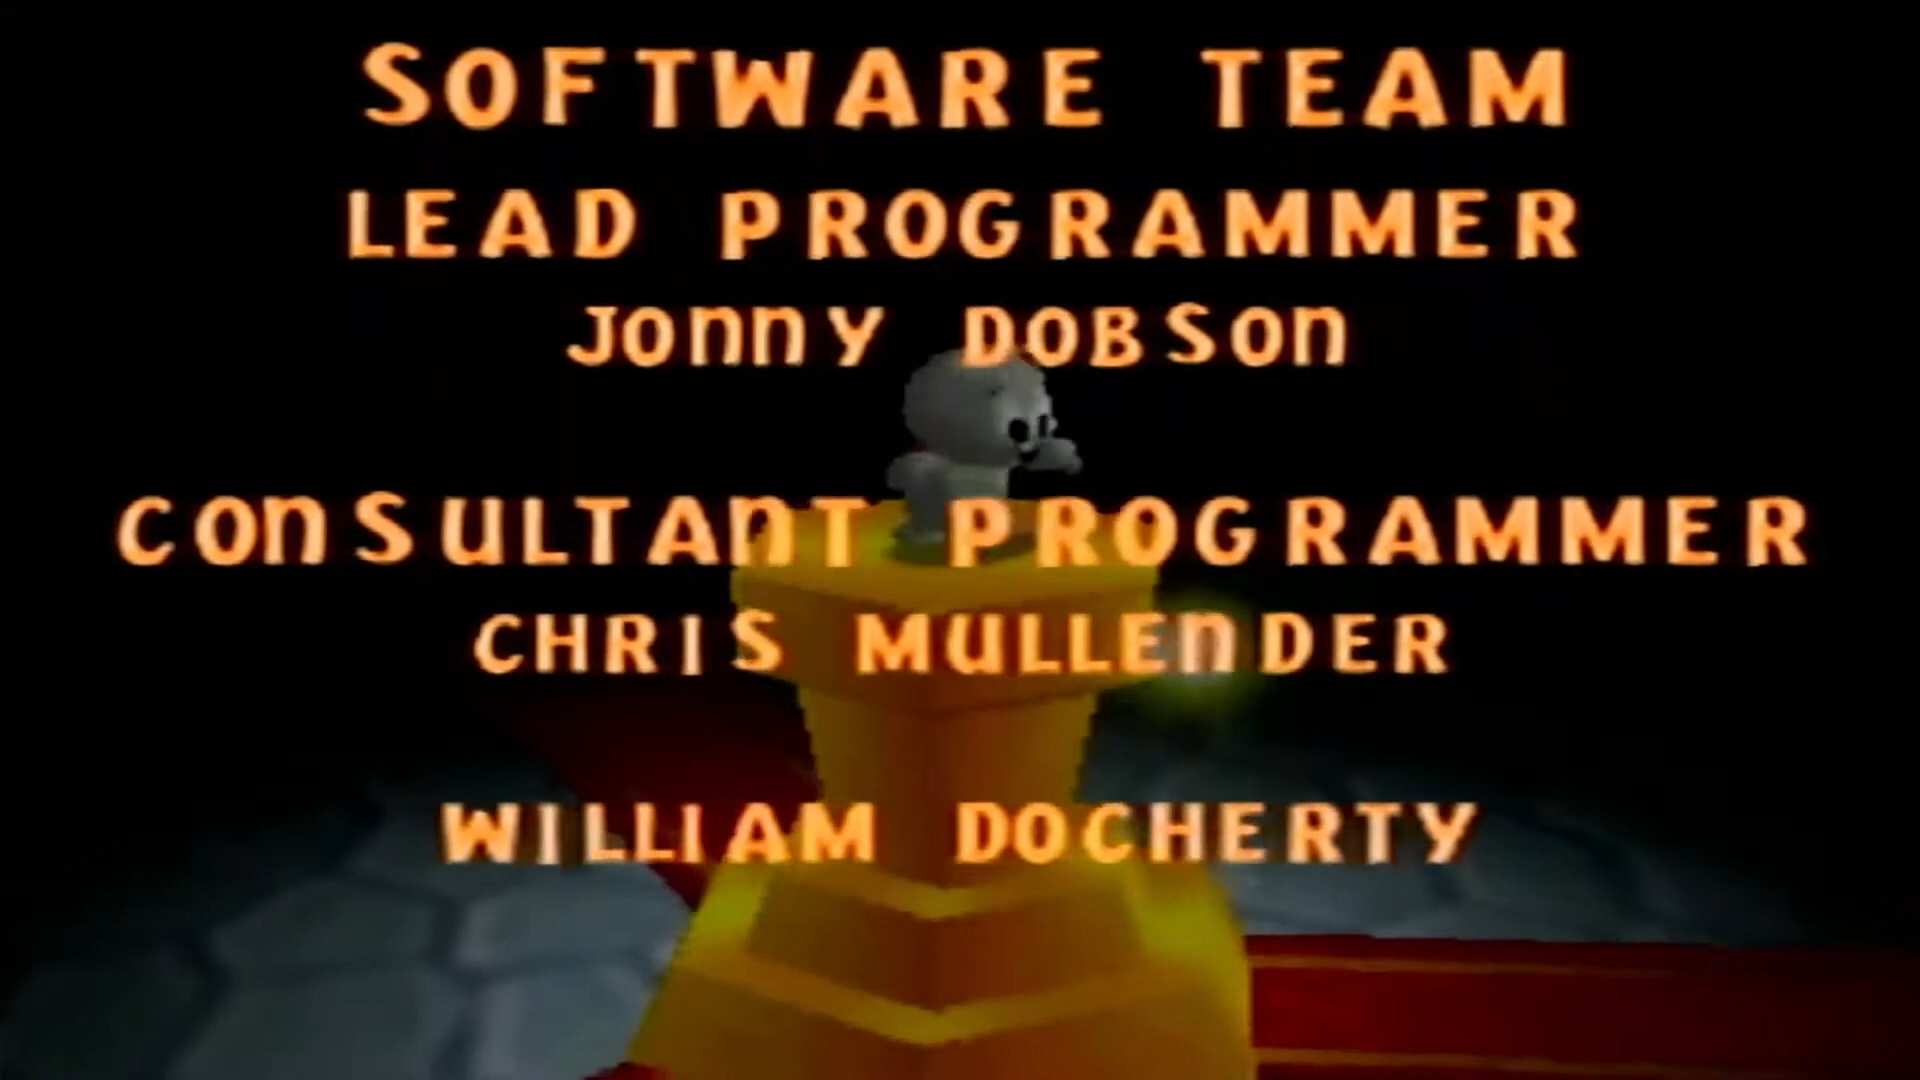 SOFTWARE TEAM
LEAD PROGRAMMER
JONNY DOBSON
CONSULTANT PROGRAMMER
CHRIS MULLENDER
WILLIAM DOCHERTY